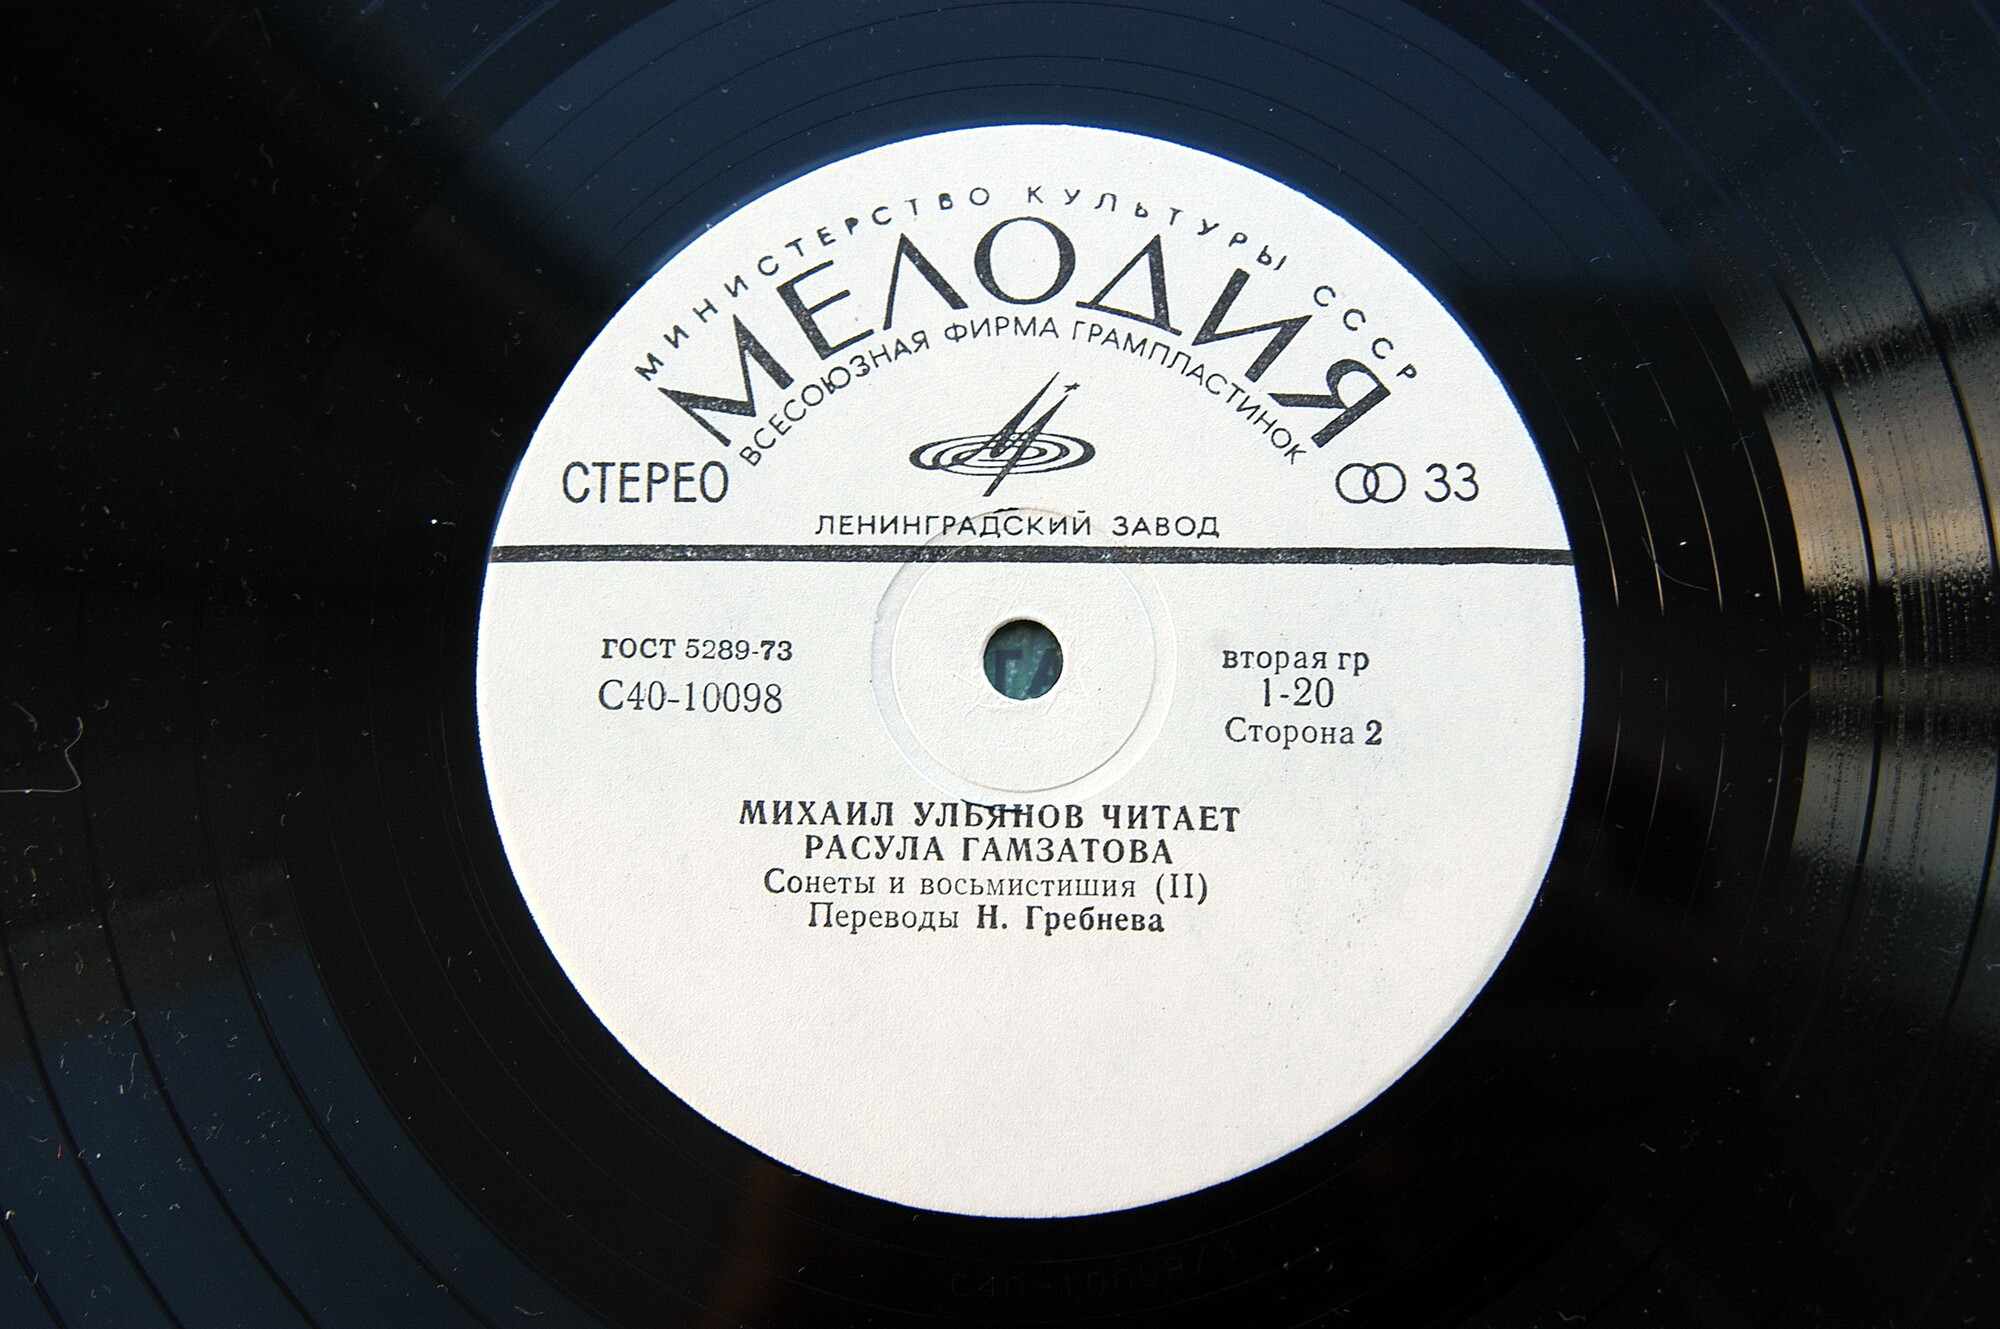 МИНИСТЕРСТВО КУЛЬТУРЫ СССР
МЕЛОДИЯ
ВСЕСОЮЗНАЯ ФИРМА ГРАМПЛАСТИНОК
СТЕРЕО
33
ЛЕНИНГРАДСКИЙ ЗАВОД
ГОСТ 5289-73
С40-10098
вторая гр
1-20
Сторона 2
МИХАИЛ УЛЬЯНОВ ЧИТАЕТ
РАСУЛА ГАМЗАТОВА
Сонеты и восьмистишия (II)
Переводы Н. Гребнева